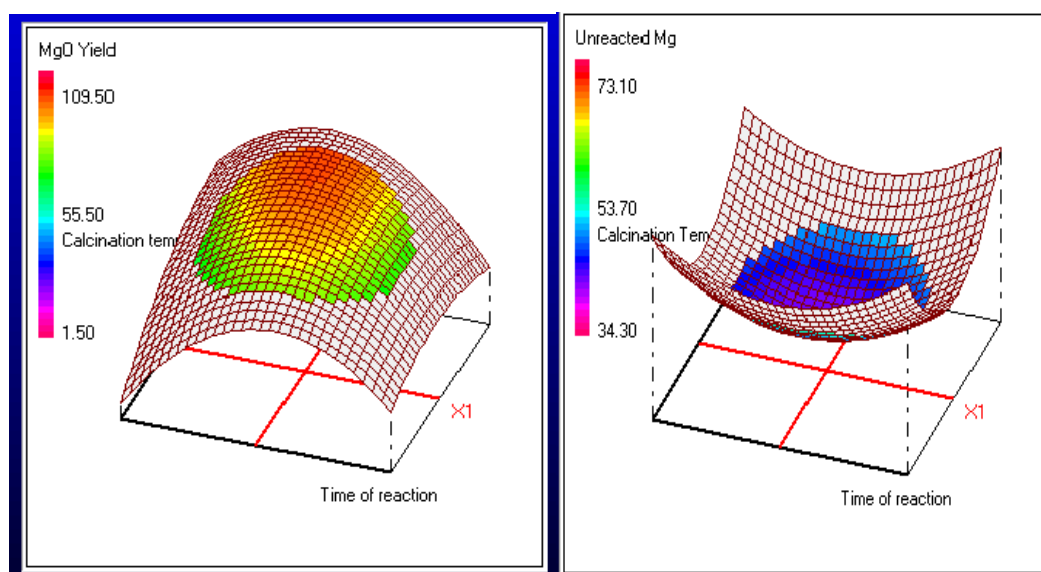 MgO Yield
109.50
55.50
Calcination tem
1.50
X1
Time of reaction
Unreacted Mg
73.10
53.70
Calcination Tem
34.30
X1
Time of reaction